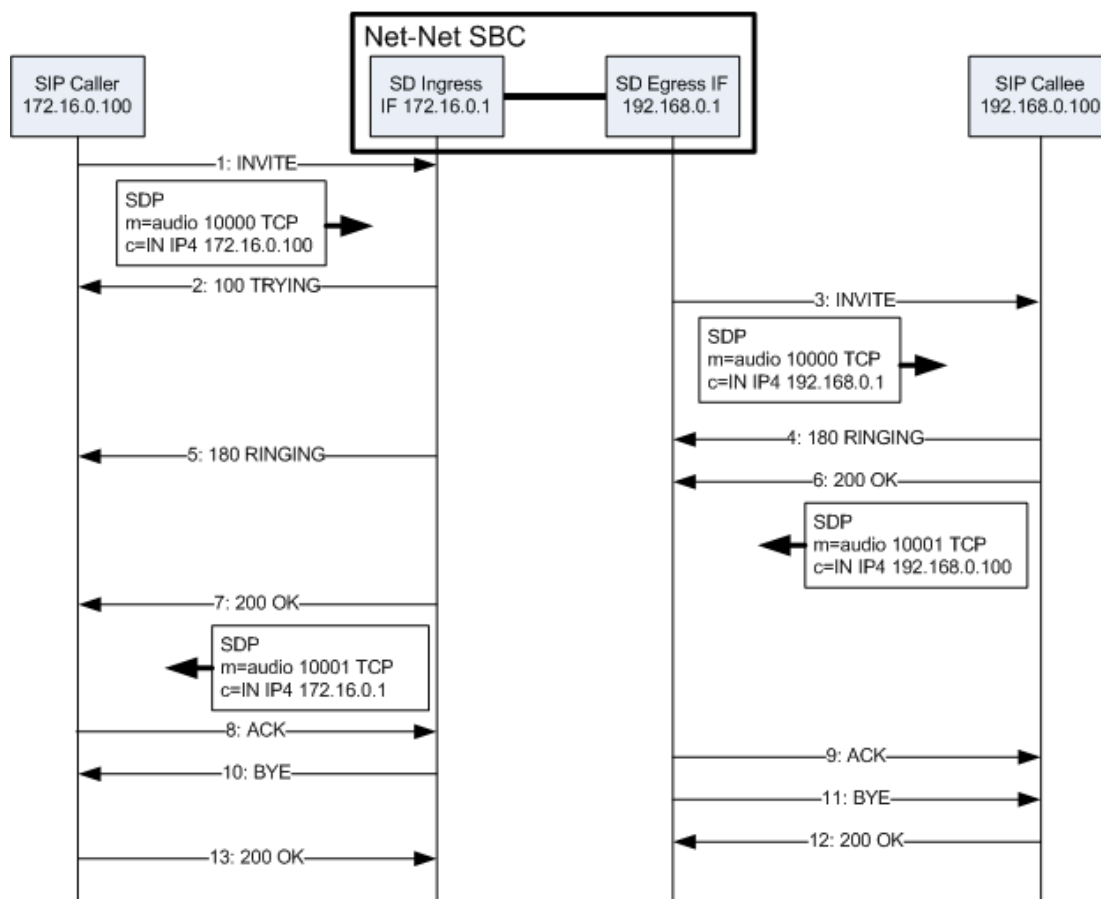 Net-Net SBC
SIP Caller
172.16.0.100
SD Ingress
IF 172.16.0.1
SD Egress IF
192.168.0.1
SIP Callee
192.168.0.100
1: INVITE
SDP
m=audio 10000 TCP
c=IN IP4 172.16.0.100
2: 100 TRYING
3: INVITE
SDP
m=audio 10000 TCP
c=IN IP4 192.168.0.1
4: 180 RINGING
5: 180 RINGING
6: 200 OK
SDP
m=audio 10001 TCP
c=IN IP4 192.168.0.100
7: 200 OK
SDP
m=audio 10001 TCP
c=IN IP4 172.16.0.1
8: ACK
9: ACK
10: BYE
11: BYE
12: 200 OK
13: 200 OK